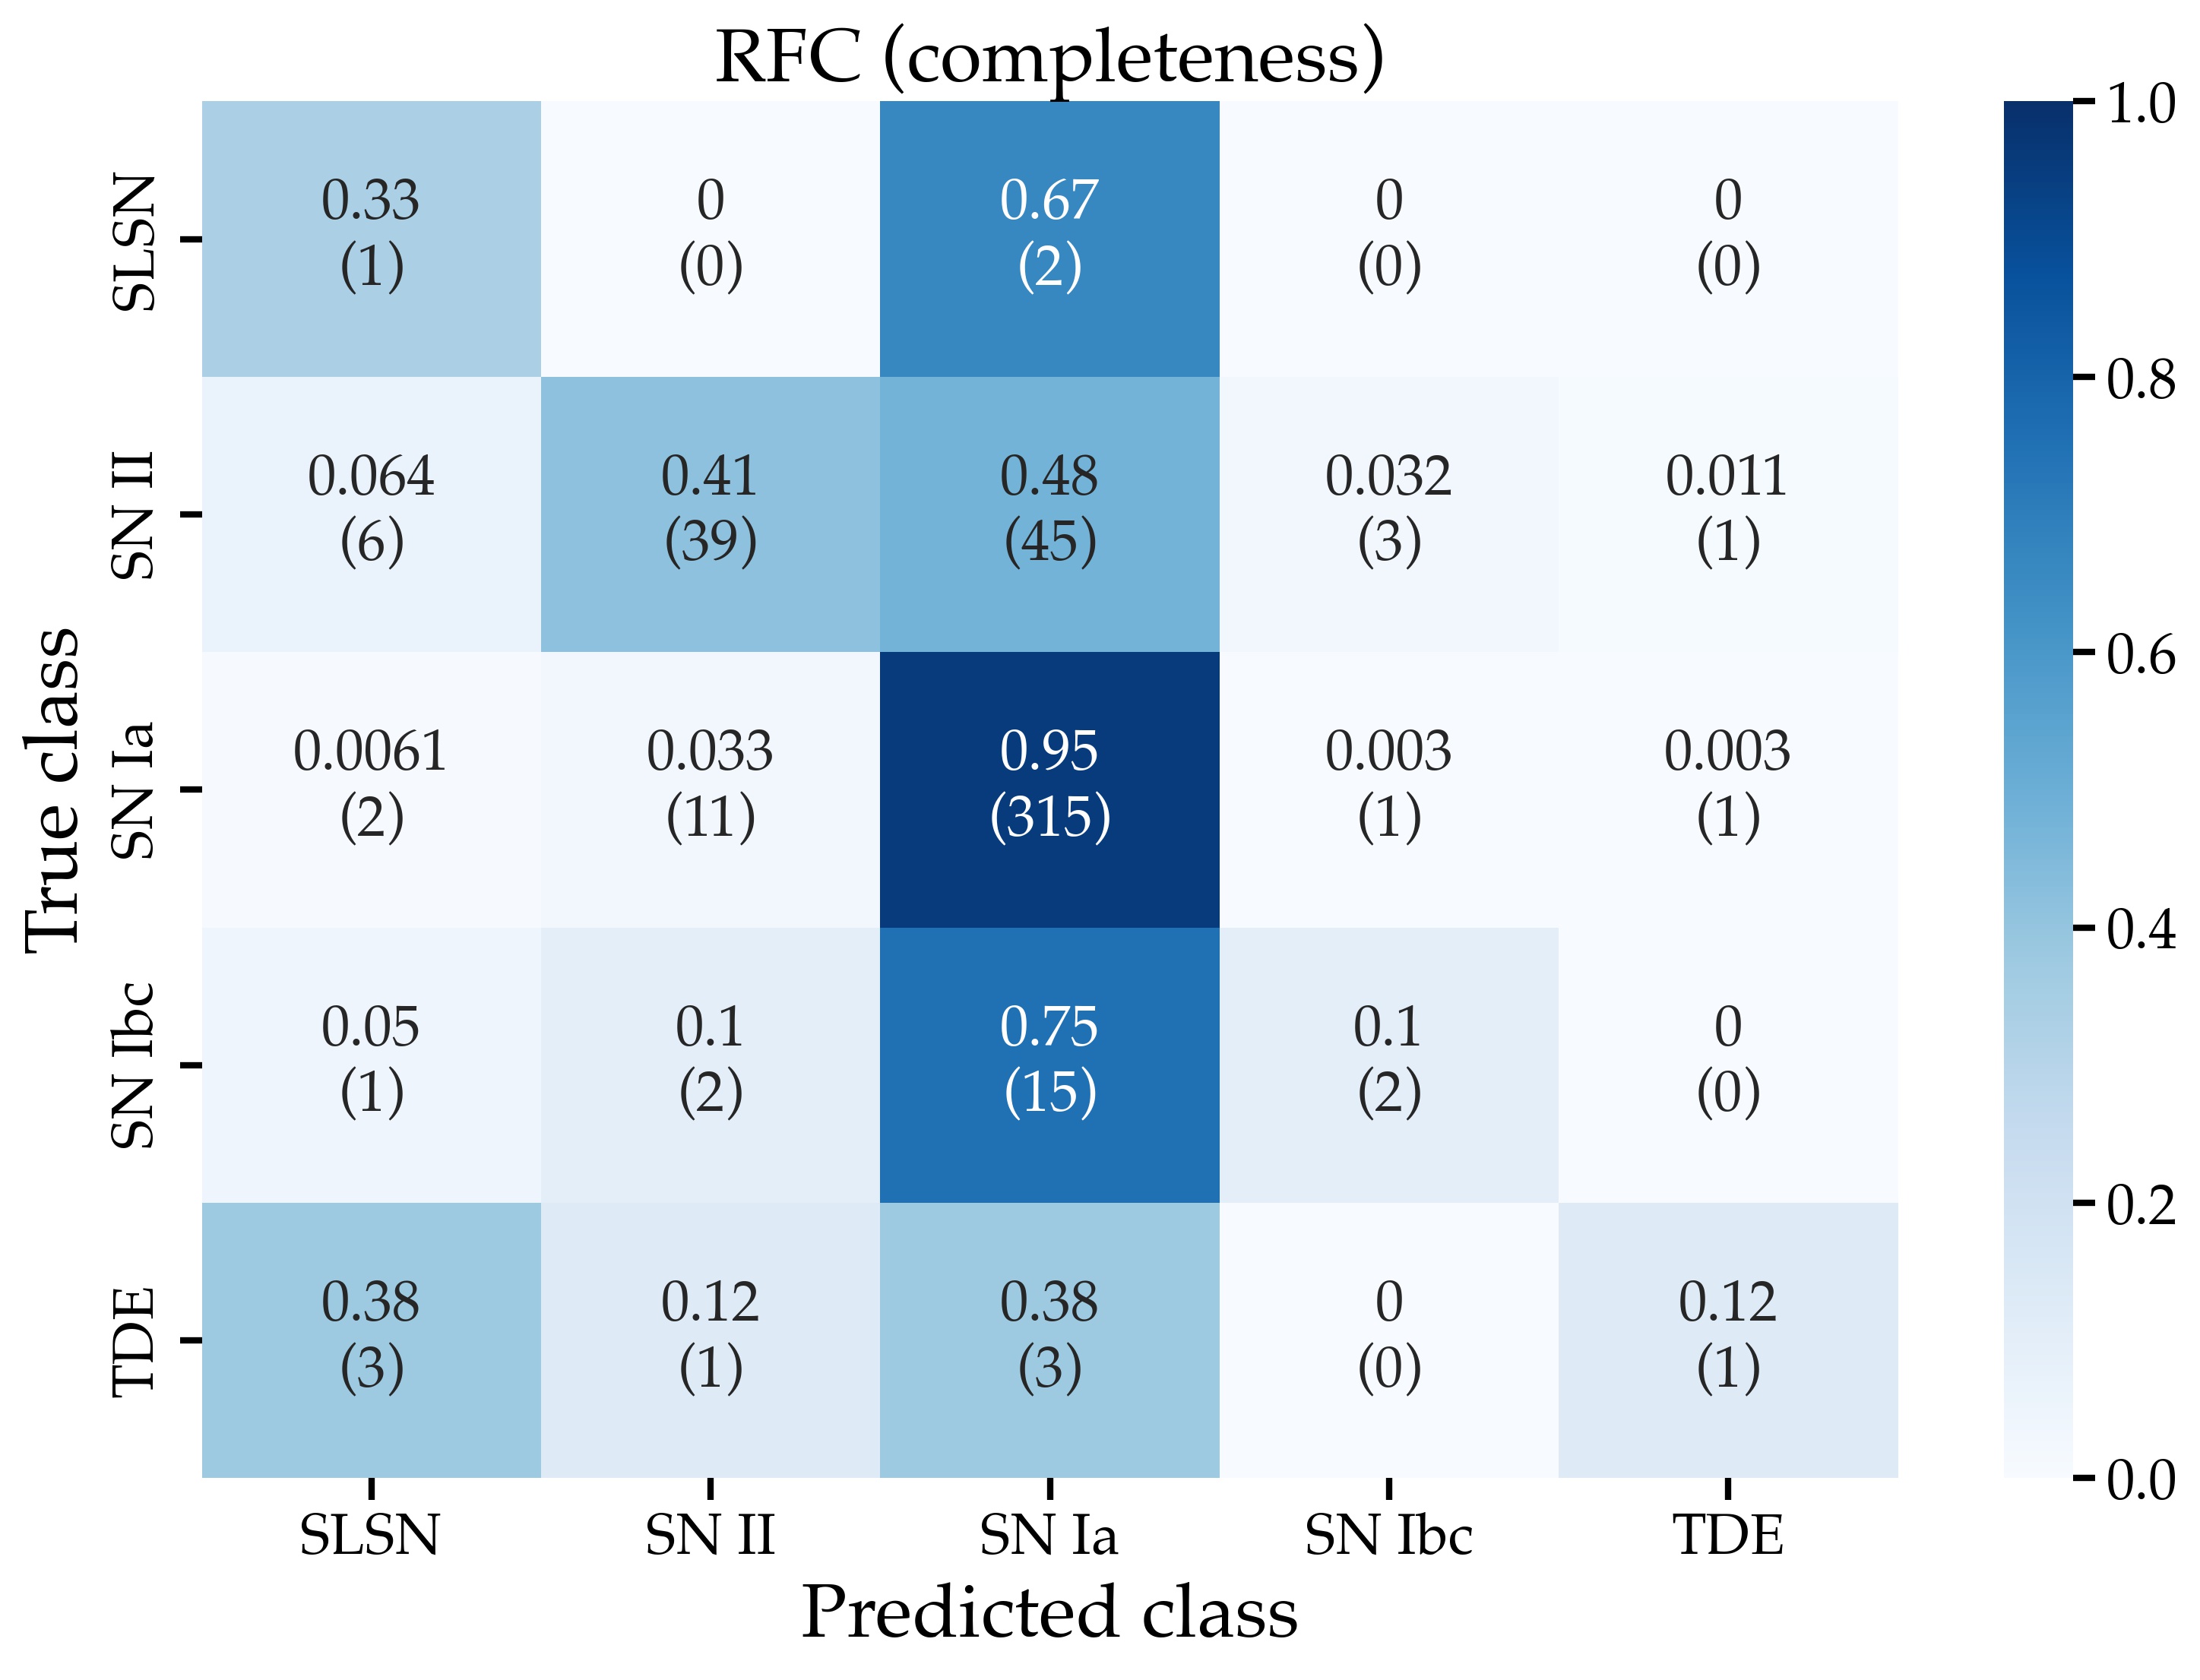 RFC (completeness)
True class
SLSN
0.33 0 0.67 0 0
(1) (0) (2) (0) (0)
SN II
0.064 0.41 0.48 0.032 0.011
(6) (39) (45) (3) (1)
SN Ia
0.0061 0.033 0.95 0.003 0.003
(2) (11) (315) (1) (1)
SN Ibc
0.05 0.1 0.75 0.1 0
(1) (2) (15) (2) (0)
TDE
0.38 0.12 0.38 0 0.12
(3) (1) (3) (0) (1)
SLSN SN II SN Ia SN Ibc TDE
Predicted class
1.0
0.8
0.6
0.4
0.2
0.0